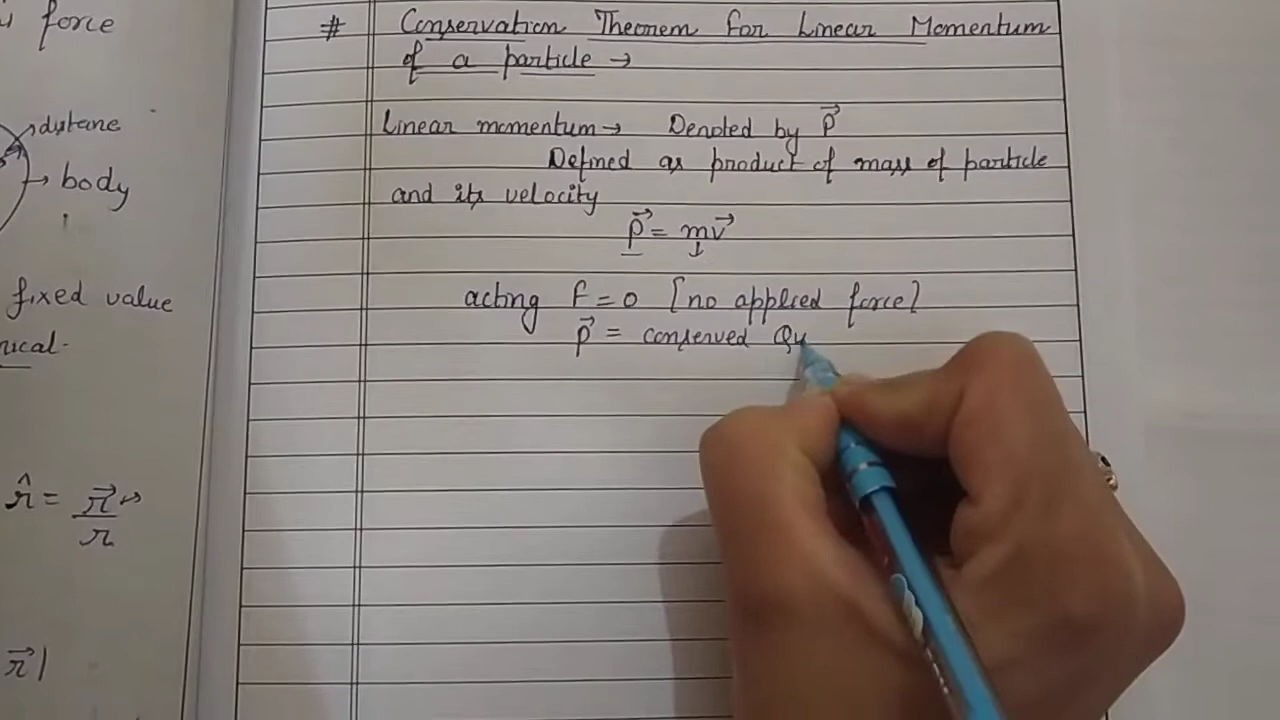 force
distane
→ body
fixed value
r̂ = r⃗
r
r⃗|
# Conservation Theorem for Linear Momentum
of a particle →
Linear momentum → Denoted by p⃗
Defined as product of mass of particle
and its velocity
p⃗ = mv⃗
↓
acting F = 0 [no applied force]
p⃗ = conserved Qu